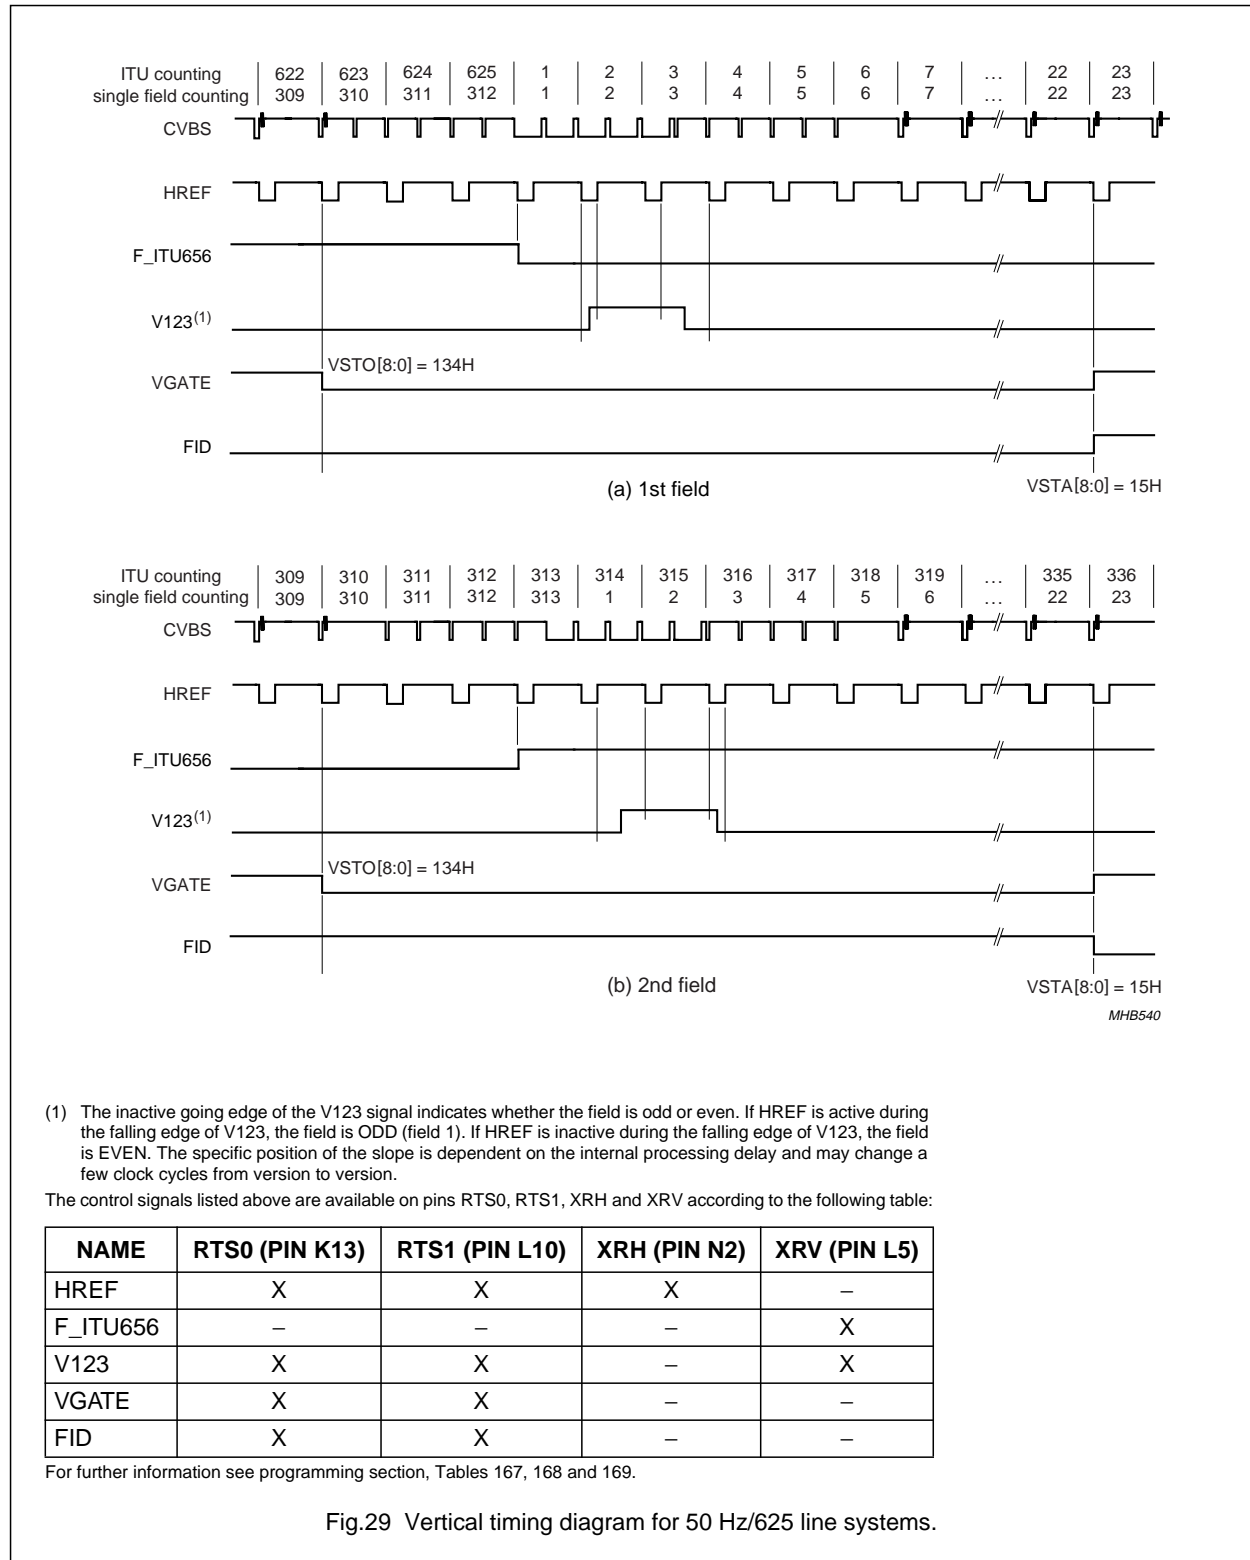 ITU counting 622 623 624 625 1 2 3 4 5 6 7 ... 22 23
single field counting 309 310 311 312 1 2 3 4 5 6 7 ... 22 23
CVBS
HREF
F_ITU656
V123(1)
VSTO[8:0] = 134H
VGATE
FID
(a) 1st field
VSTA[8:0] = 15H
ITU counting 309 310 311 312 313 314 315 316 317 318 319 ... 335 336
single field counting 309 310 311 312 313 1 2 3 4 5 6 ... 22 23
CVBS
HREF
F_ITU656
V123(1)
VSTO[8:0] = 134H
VGATE
FID
(b) 2nd field
VSTA[8:0] = 15H
MHB540
(1) The inactive going edge of the V123 signal indicates whether the field is odd or even. If HREF is active during
the falling edge of V123, the field is ODD (field 1). If HREF is inactive during the falling edge of V123, the field
is EVEN. The specific position of the slope is dependent on the internal processing delay and may change a
few clock cycles from version to version.
The control signals listed above are available on pins RTS0, RTS1, XRH and XRV according to the following table:
NAME RTS0 (PIN K13) RTS1 (PIN L10) XRH (PIN N2) XRV (PIN L5)
HREF X X X –
F_ITU656 – – – X
V123 X X – X
VGATE X X – –
FID X X – –
For further information see programming section, Tables 167, 168 and 169.
Fig.29 Vertical timing diagram for 50 Hz/625 line systems.